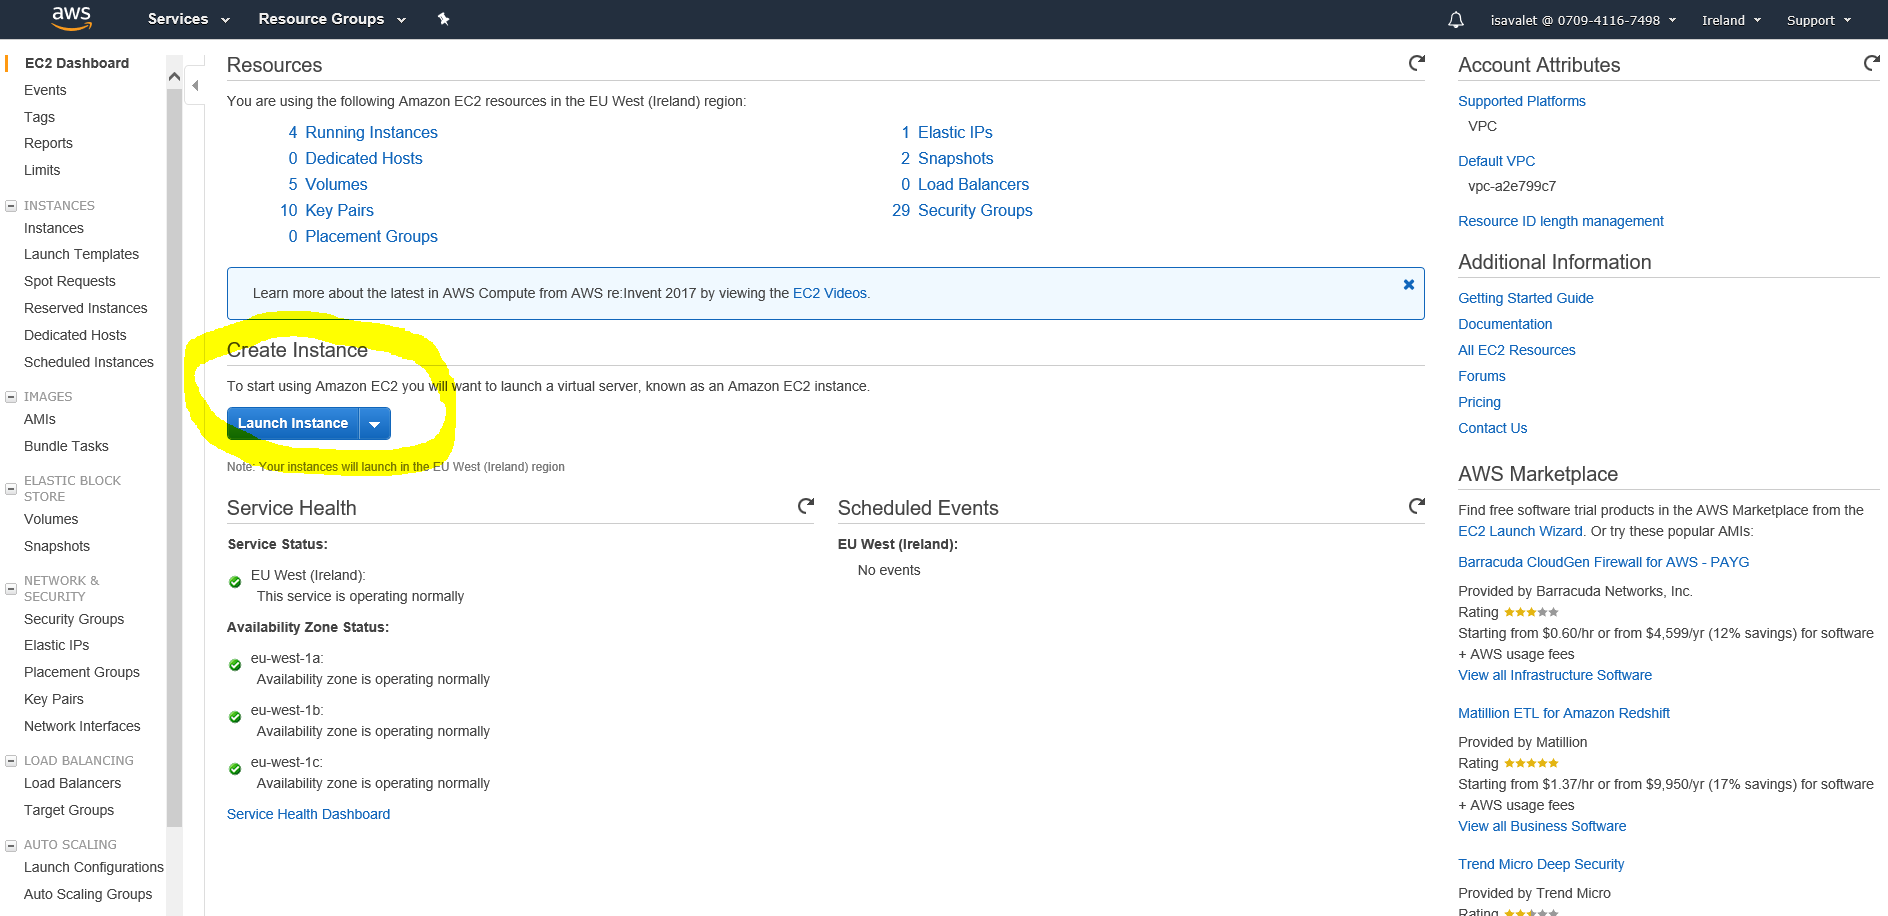 aws
Services
Resource Groups
isavalet @ 0709-4116-7498
Ireland
Support
EC2 Dashboard
Events
Tags
Reports
Limits
INSTANCES
Instances
Launch Templates
Spot Requests
Reserved Instances
Dedicated Hosts
Scheduled Instances
IMAGES
AMIs
Bundle Tasks
ELASTIC BLOCK
STORE
Volumes
Snapshots
NETWORK &
SECURITY
Security Groups
Elastic IPs
Placement Groups
Key Pairs
Network Interfaces
LOAD BALANCING
Load Balancers
Target Groups
AUTO SCALING
Launch Configurations
Auto Scaling Groups
Resources
You are using the following Amazon EC2 resources in the EU West (Ireland) region:
4 Running Instances
0 Dedicated Hosts
5 Volumes
10 Key Pairs
0 Placement Groups
1 Elastic IPs
2 Snapshots
0 Load Balancers
29 Security Groups
Learn more about the latest in AWS Compute from AWS re:Invent 2017 by viewing the EC2 Videos.
Create Instance
To start using Amazon EC2 you will want to launch a virtual server, known as an Amazon EC2 instance.
Launch Instance
Note: Your instances will launch in the EU West (Ireland) region
Service Health
Service Status:
EU West (Ireland):
This service is operating normally
Availability Zone Status:
eu-west-1a:
Availability zone is operating normally
eu-west-1b:
Availability zone is operating normally
eu-west-1c:
Availability zone is operating normally
Service Health Dashboard
Scheduled Events
EU West (Ireland):
No events
Account Attributes
Supported Platforms
VPC
Default VPC
vpc-a2e799c7
Resource ID length management
Additional Information
Getting Started Guide
Documentation
All EC2 Resources
Forums
Pricing
Contact Us
AWS Marketplace
Find free software trial products in the AWS Marketplace from the
EC2 Launch Wizard. Or try these popular AMIs:
Barracuda CloudGen Firewall for AWS - PAYG
Provided by Barracuda Networks, Inc.
Rating
Starting from $0.60/hr or from $4,599/yr (12% savings) for software
+ AWS usage fees
View all Infrastructure Software
Matillion ETL for Amazon Redshift
Provided by Matillion
Rating
Starting from $1.37/hr or from $9,950/yr (17% savings) for software
+ AWS usage fees
View all Business Software
Trend Micro Deep Security
Provided by Trend Micro
Rating